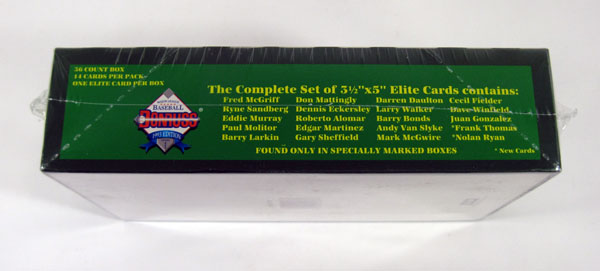 36 COUNT BOX
14 CARDS PER PACK
ONE ELITE CARD PER BOX
BASEBALL
DONRUSS
1993 EDITION
1
The Complete Set of 3½"x5" Elite Cards contains:
Fred McGriff Don Mattingly Darren Daulton Cecil Fielder
Ryne Sandberg Dennis Eckersley Larry Walker Dave Winfield
Eddie Murray Roberto Alomar Barry Bonds Juan Gonzalez
Paul Molitor Edgar Martinez Andy Van Slyke *Frank Thomas
Barry Larkin Gary Sheffield Mark McGwire *Nolan Ryan
FOUND ONLY IN SPECIALLY MARKED BOXES
* New Cards